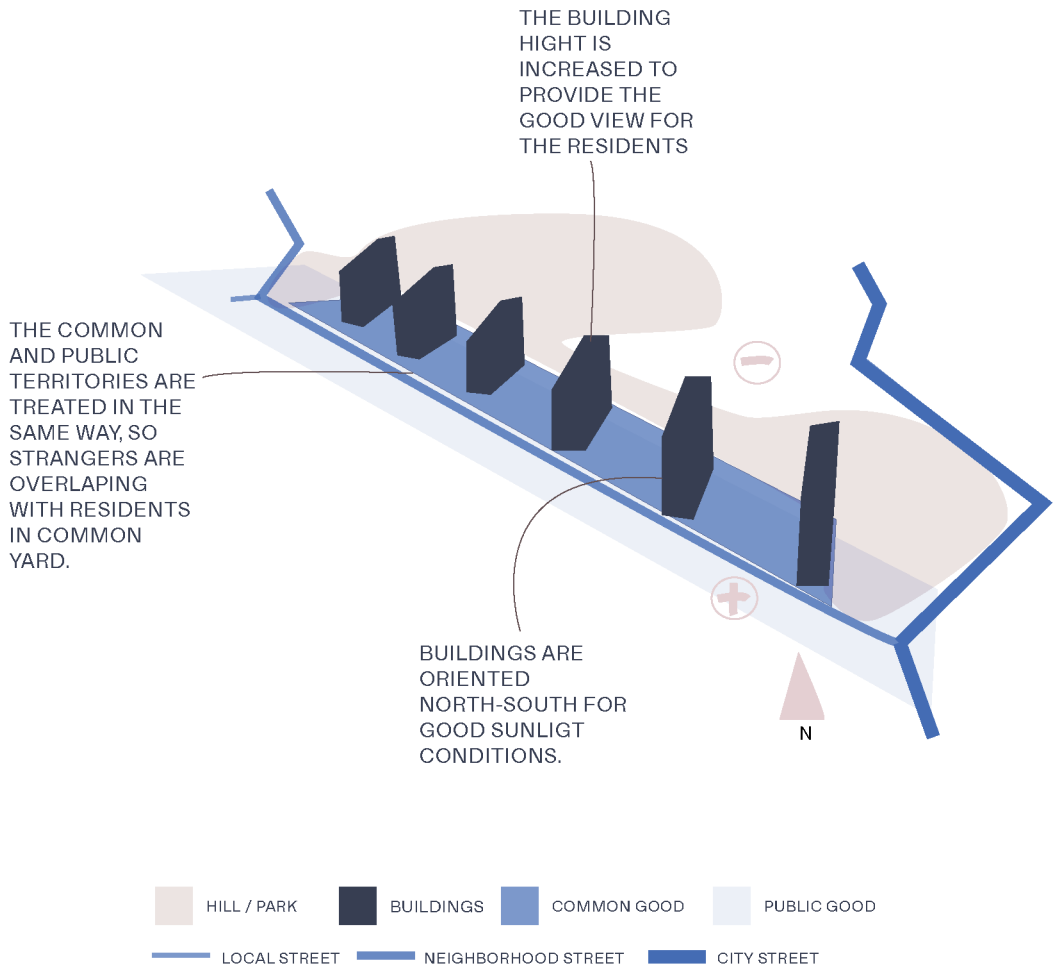 THE BUILDING
HIGHT IS
INCREASED TO
PROVIDE THE
GOOD VIEW FOR
THE RESIDENTS
THE COMMON
AND PUBLIC
TERRITORIES ARE
TREATED IN THE
SAME WAY, SO
STRANGERS ARE
OVERLAPING
WITH RESIDENTS
IN COMMON
YARD.
BUILDINGS ARE
ORIENTED
NORTH-SOUTH FOR
GOOD SUNLIGT
CONDITIONS.
N
HILL / PARK
BUILDINGS
COMMON GOOD
PUBLIC GOOD
LOCAL STREET
NEIGHBORHOOD STREET
CITY STREET